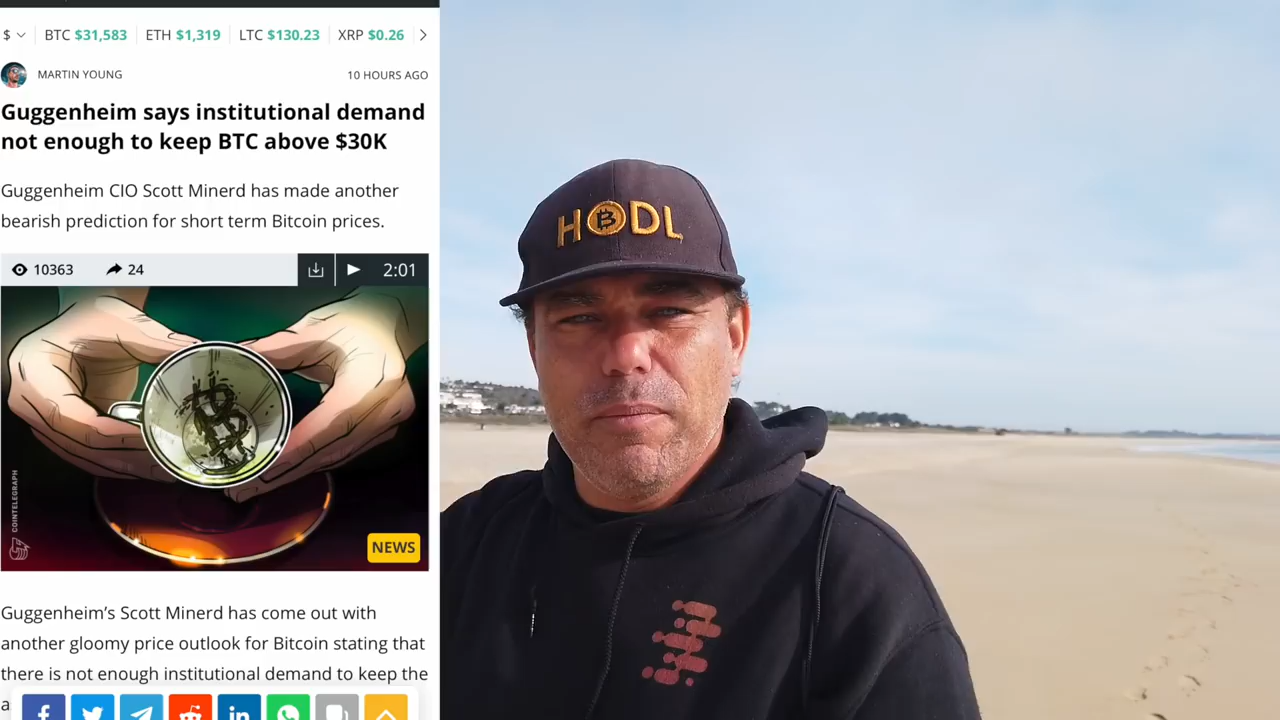 $ BTC $31,583 ETH $1,319 LTC $130.23 XRP $0.26
MARTIN YOUNG 10 HOURS AGO
Guggenheim says institutional demand
not enough to keep BTC above $30K
Guggenheim CIO Scott Minerd has made another
bearish prediction for short term Bitcoin prices.
10363 24 2:01
COINTELEGRAPH
NEWS
Guggenheim’s Scott Minerd has come out with
another gloomy price outlook for Bitcoin stating that
there is not enough institutional demand to keep the
HODL